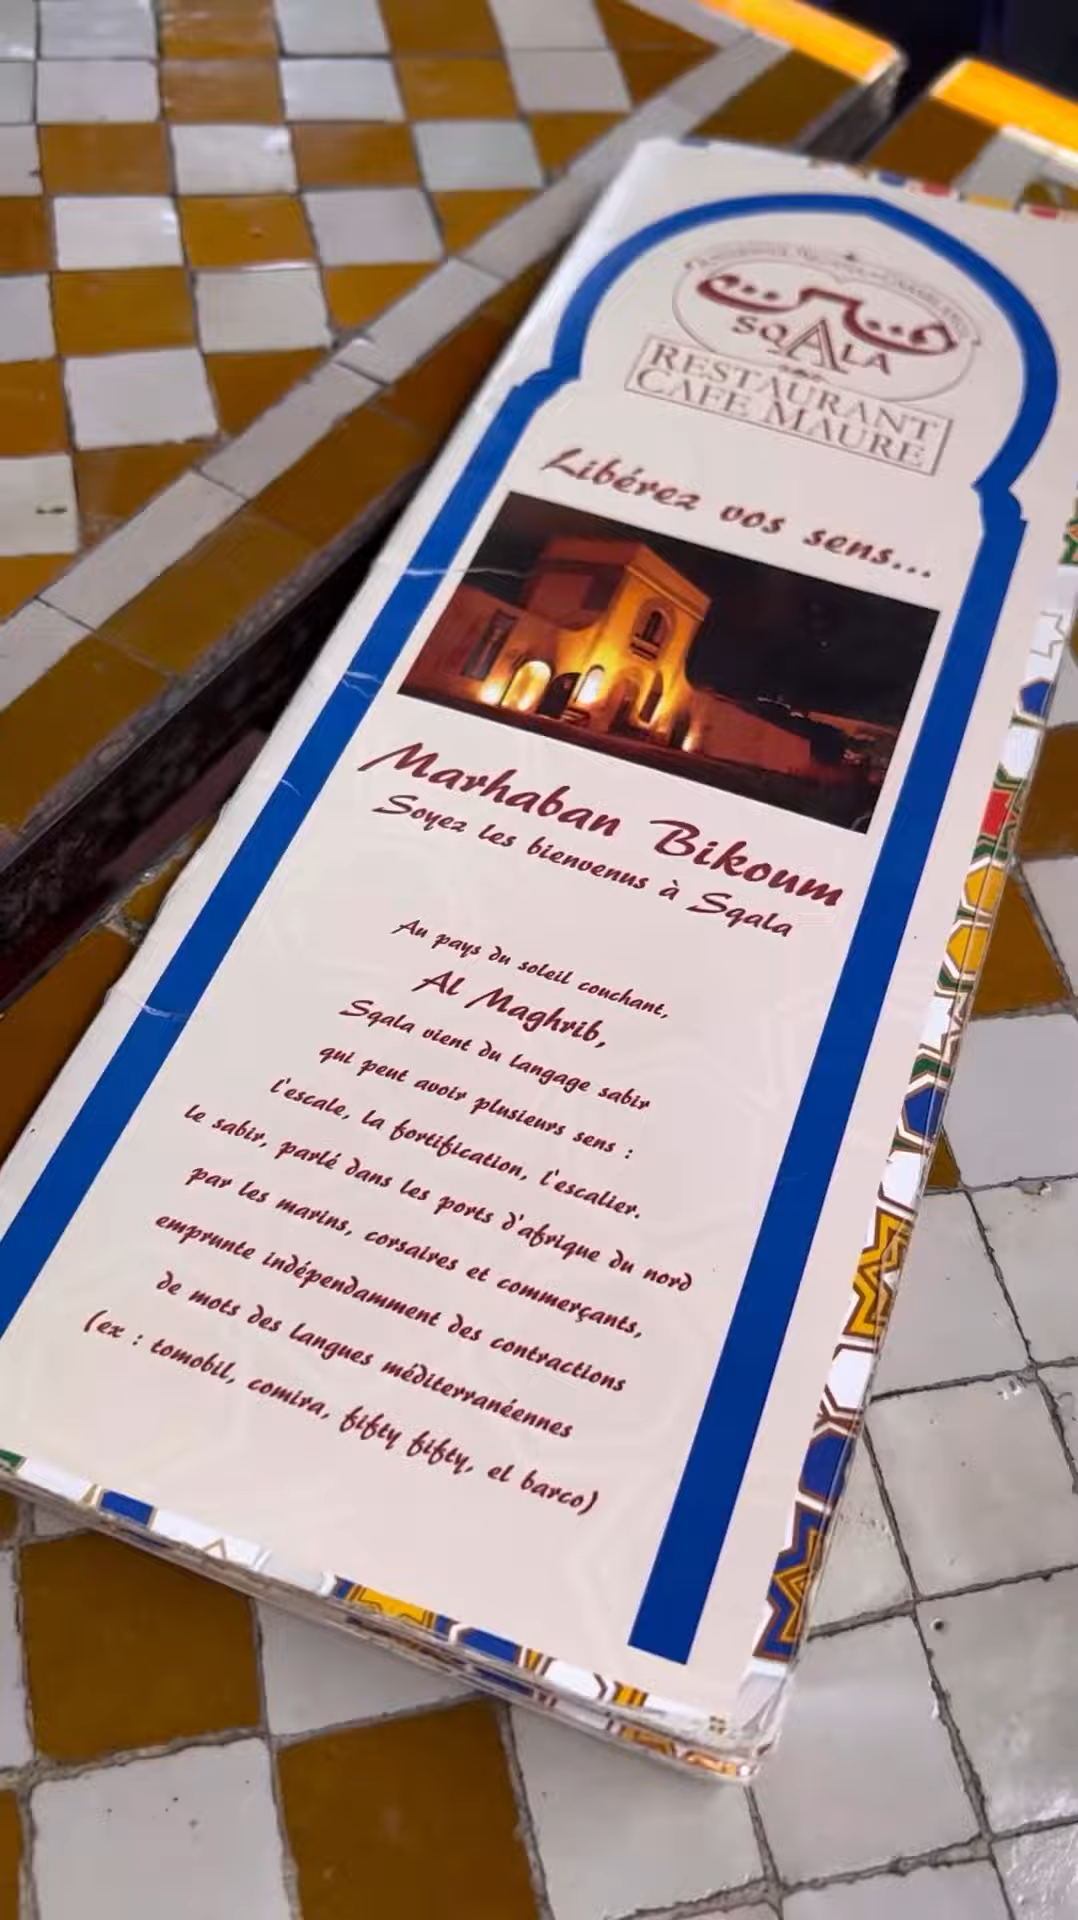 SQALA
RESTAURANT
CAFE MAURE
Libérez vos sens...
Marhaban Bikoum
Soyez les bienvenus à Sqala
Au pays du soleil couchant,
Al Maghrib,
Sqala vient du langage sabir
qui peut avoir plusieurs sens :
l'escale, la fortification, l'escalier.
le sabir, parlé dans les ports d'afrique du nord
par les marins, corsaires et commerçants,
emprunte indépendamment des contractions
de mots des langues méditerranéennes
(ex : tomobil, comira, fifty fifty, el barco)